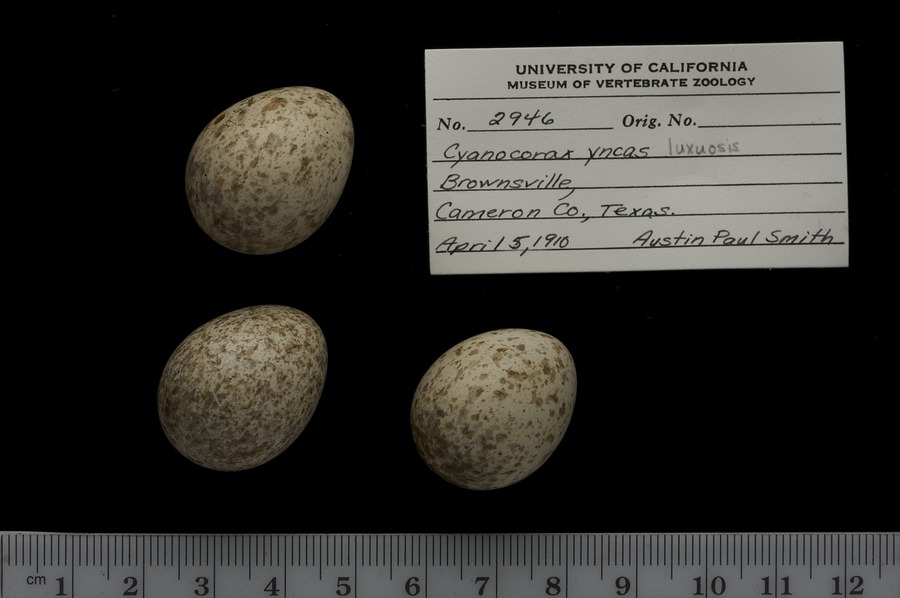 UNIVERSITY OF CALIFORNIA
MUSEUM OF VERTEBRATE ZOOLOGY
No. 2946 Orig. No.
Cyanocorax yncas luxuosis
Brownsville,
Cameron Co., Texas.
April 5, 1910 Austin Paul Smith
cm 1 2 3 4 5 6 7 8 9 10 11 12